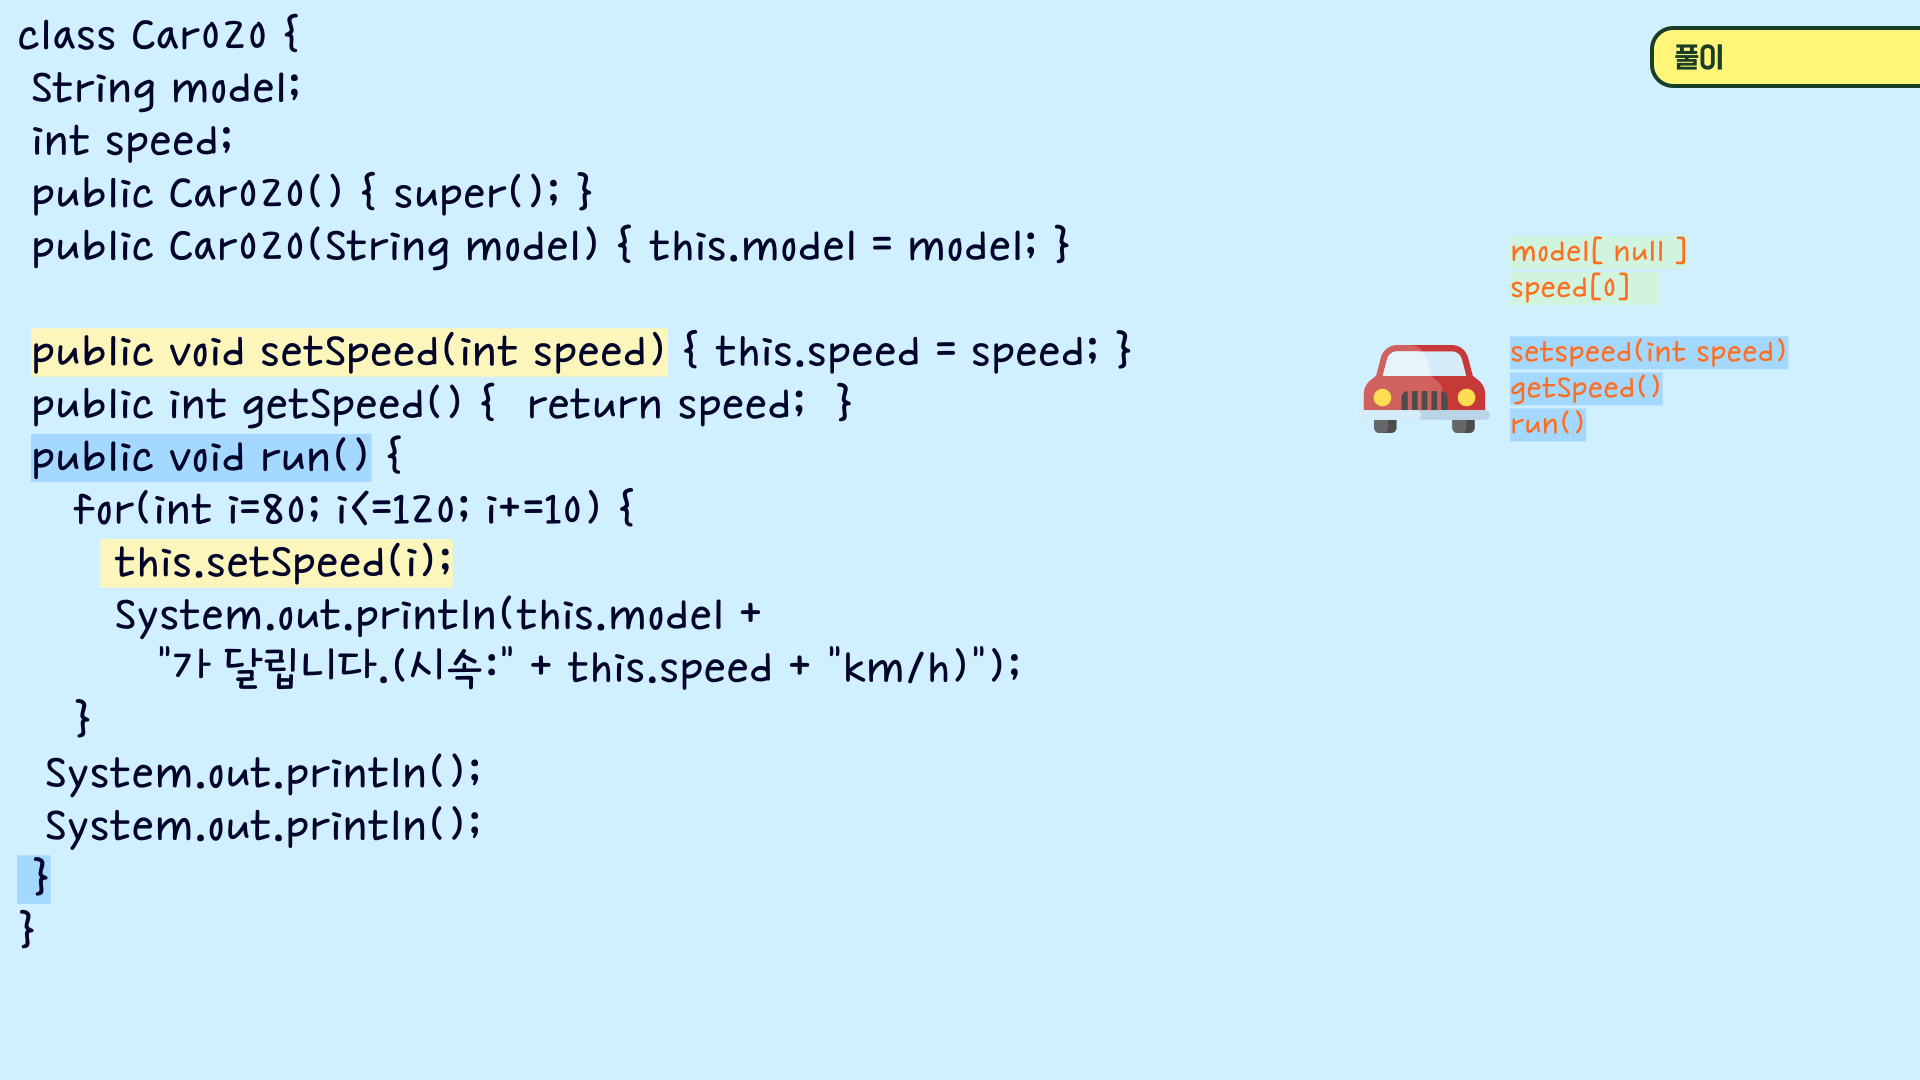 class Car020 {
String model;
int speed;
public Car020() { super(); }
public Car020(String model) { this.model = model; }
public void setSpeed(int speed) { this.speed = speed; }
public int getSpeed() {  return speed;  }
public void run() {
for(int i=80; i<=120; i+=10) {
this.setSpeed(i);
System.out.println(this.model +
"가 달립니다.(시속:" + this.speed + "km/h)");
}
System.out.println();
System.out.println();
}
}
풀이
model[ null ]
speed[0]
setspeed(int speed)
getSpeed()
run()